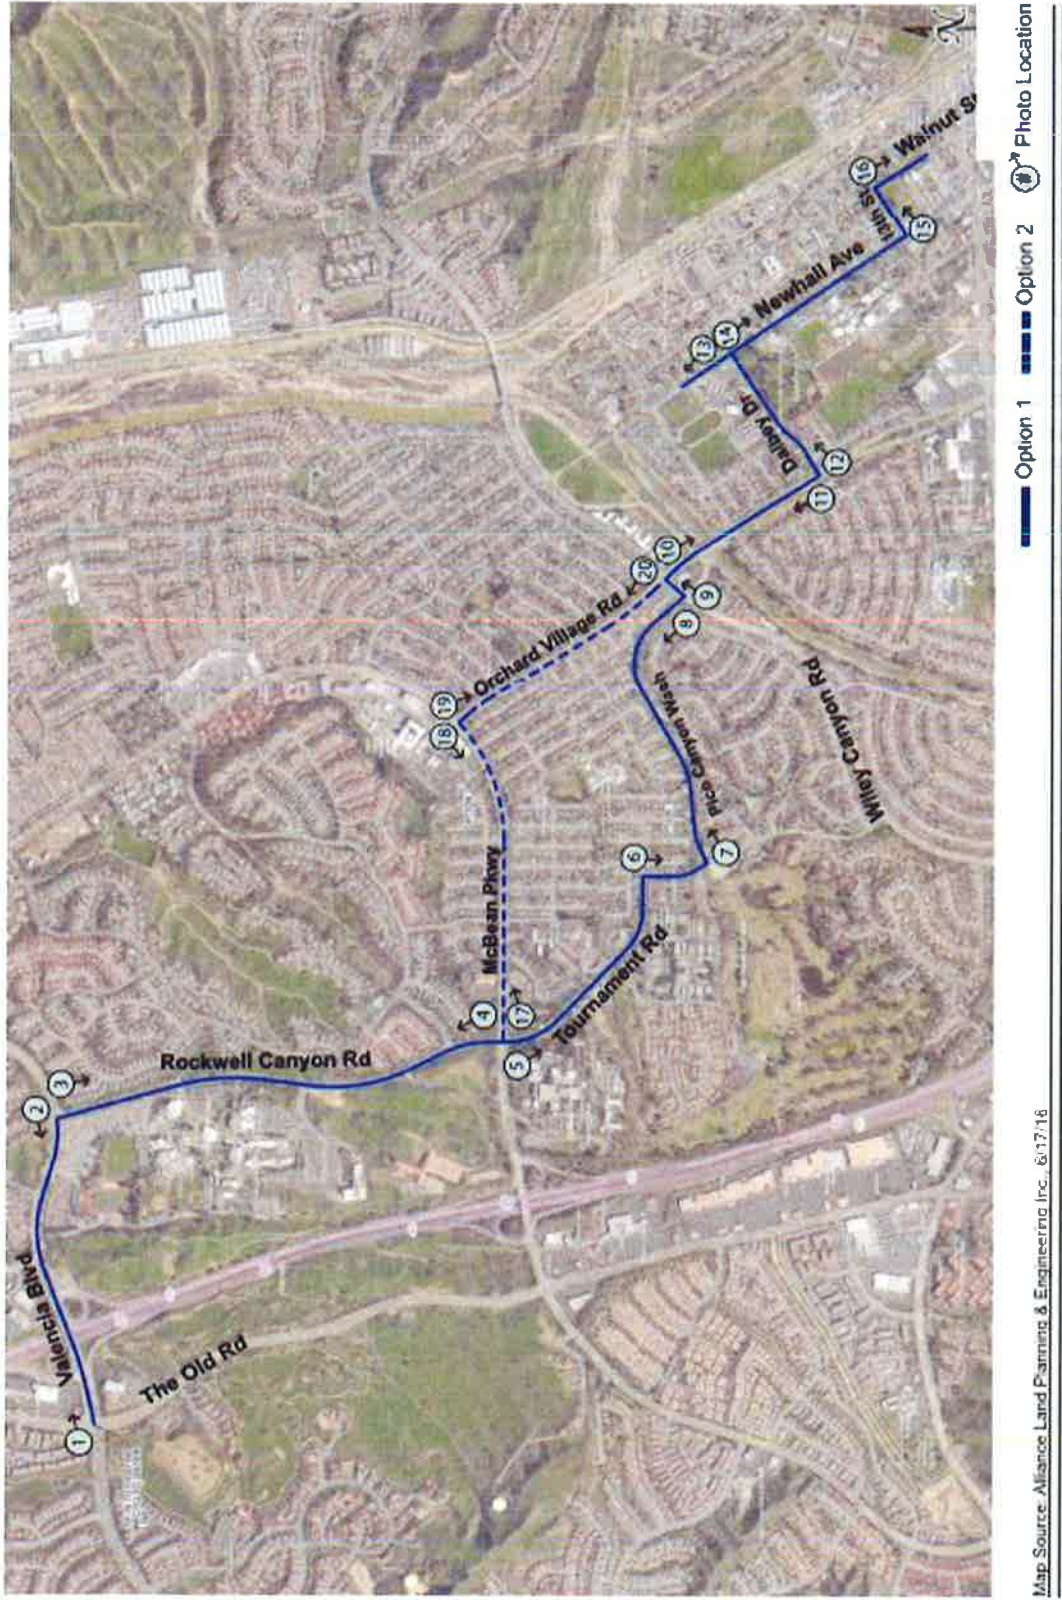 1
Valencia Blvd
The Old Rd
2
3
Rockwell Canyon Rd
4
17
5
Tournament Rd
McBean Pkwy
6
7
Pico Canyon Wash
Wiley Canyon Rd
18
19
Orchard Village Rd
20
10
8
9
11
12
Dalbey Dr
13
14
Newhall Ave
15
13th St
16
Walnut St
N
Option 1
Option 2
# Photo Location
Map Source: Alliance Land Planning & Engineering Inc., 6/17/16